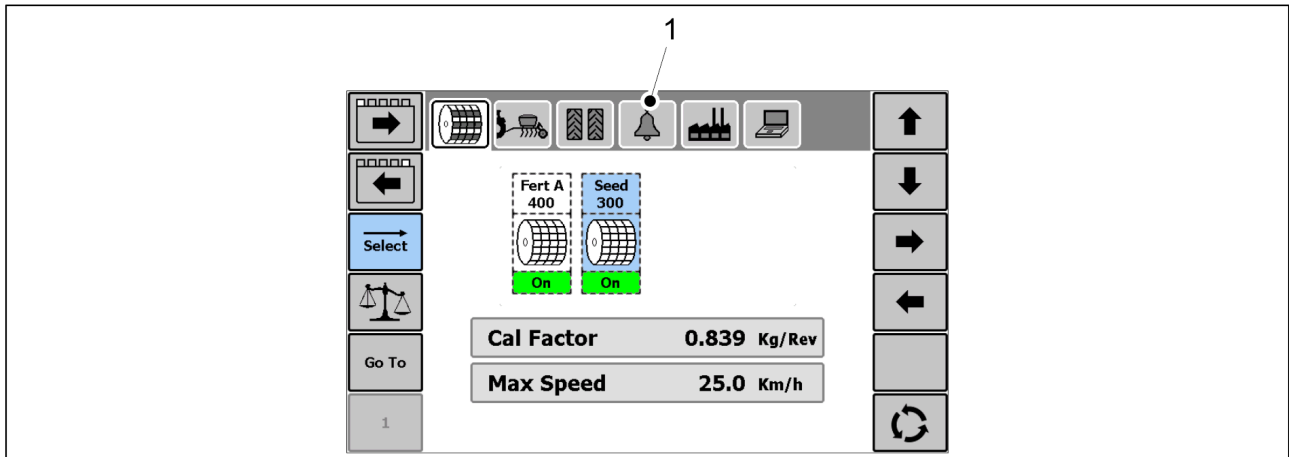 1
Fert A
400
Seed
300
On
On
Select
Cal Factor 0.839 Kg/Rev
Go To
Max Speed 25.0 Km/h
1